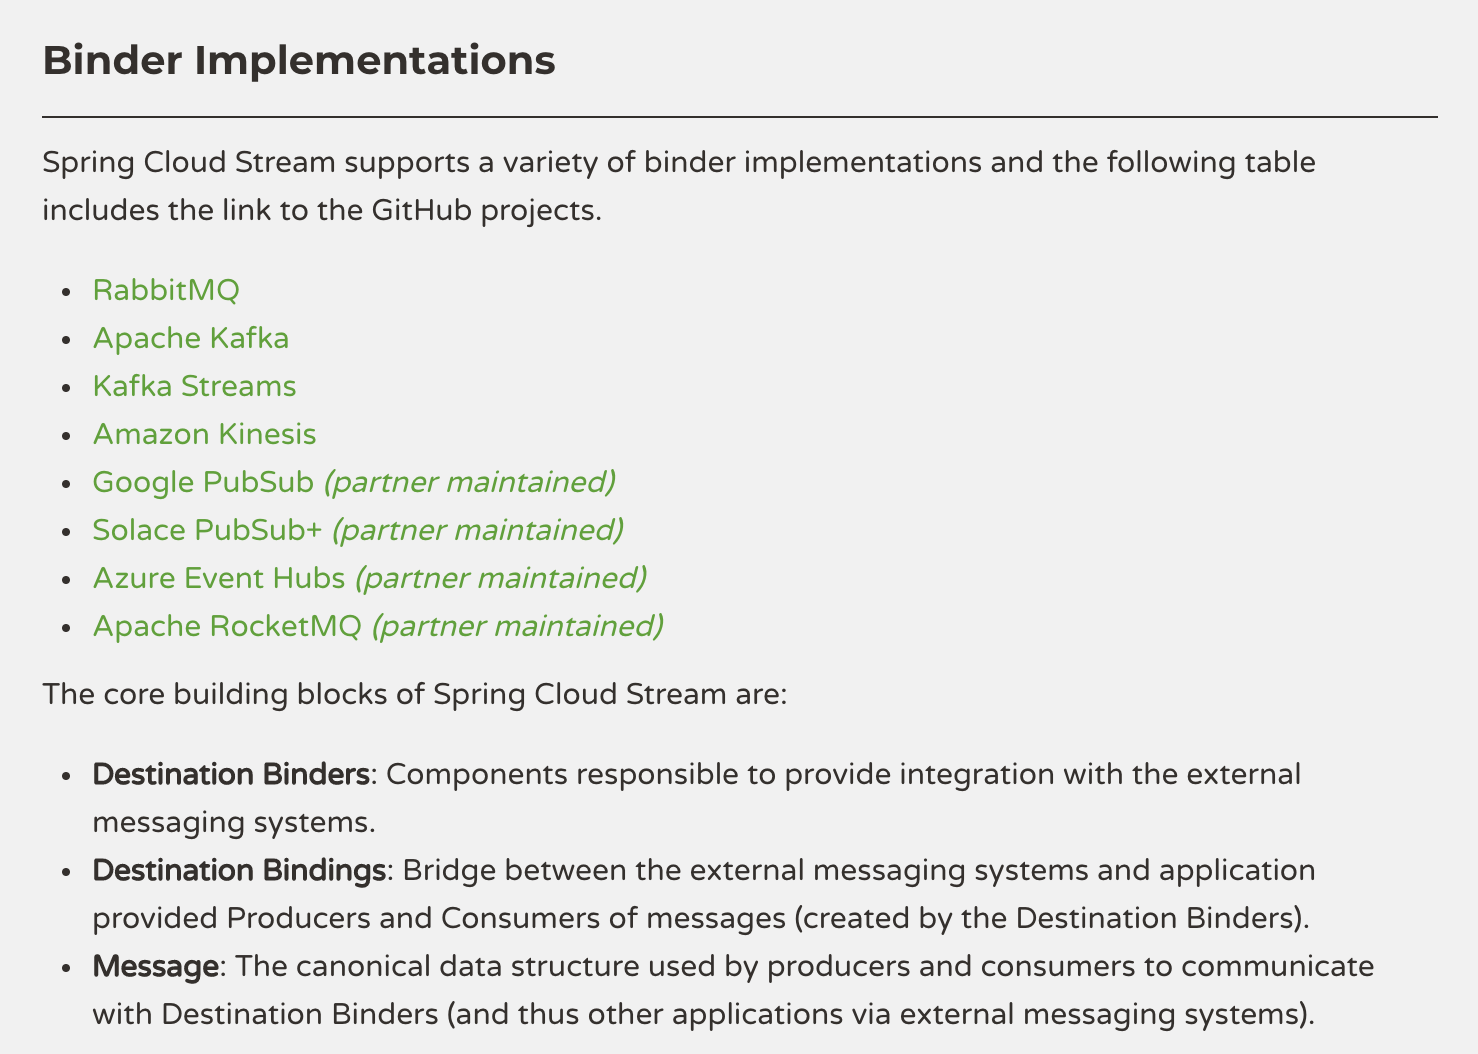 Binder Implementations
Spring Cloud Stream supports a variety of binder implementations and the following table
includes the link to the GitHub projects.
• RabbitMQ
• Apache Kafka
• Kafka Streams
• Amazon Kinesis
• Google PubSub (partner maintained)
• Solace PubSub+ (partner maintained)
• Azure Event Hubs (partner maintained)
• Apache RocketMQ (partner maintained)
The core building blocks of Spring Cloud Stream are:
• Destination Binders: Components responsible to provide integration with the external
messaging systems.
• Destination Bindings: Bridge between the external messaging systems and application
provided Producers and Consumers of messages (created by the Destination Binders).
• Message: The canonical data structure used by producers and consumers to communicate
with Destination Binders (and thus other applications via external messaging systems).